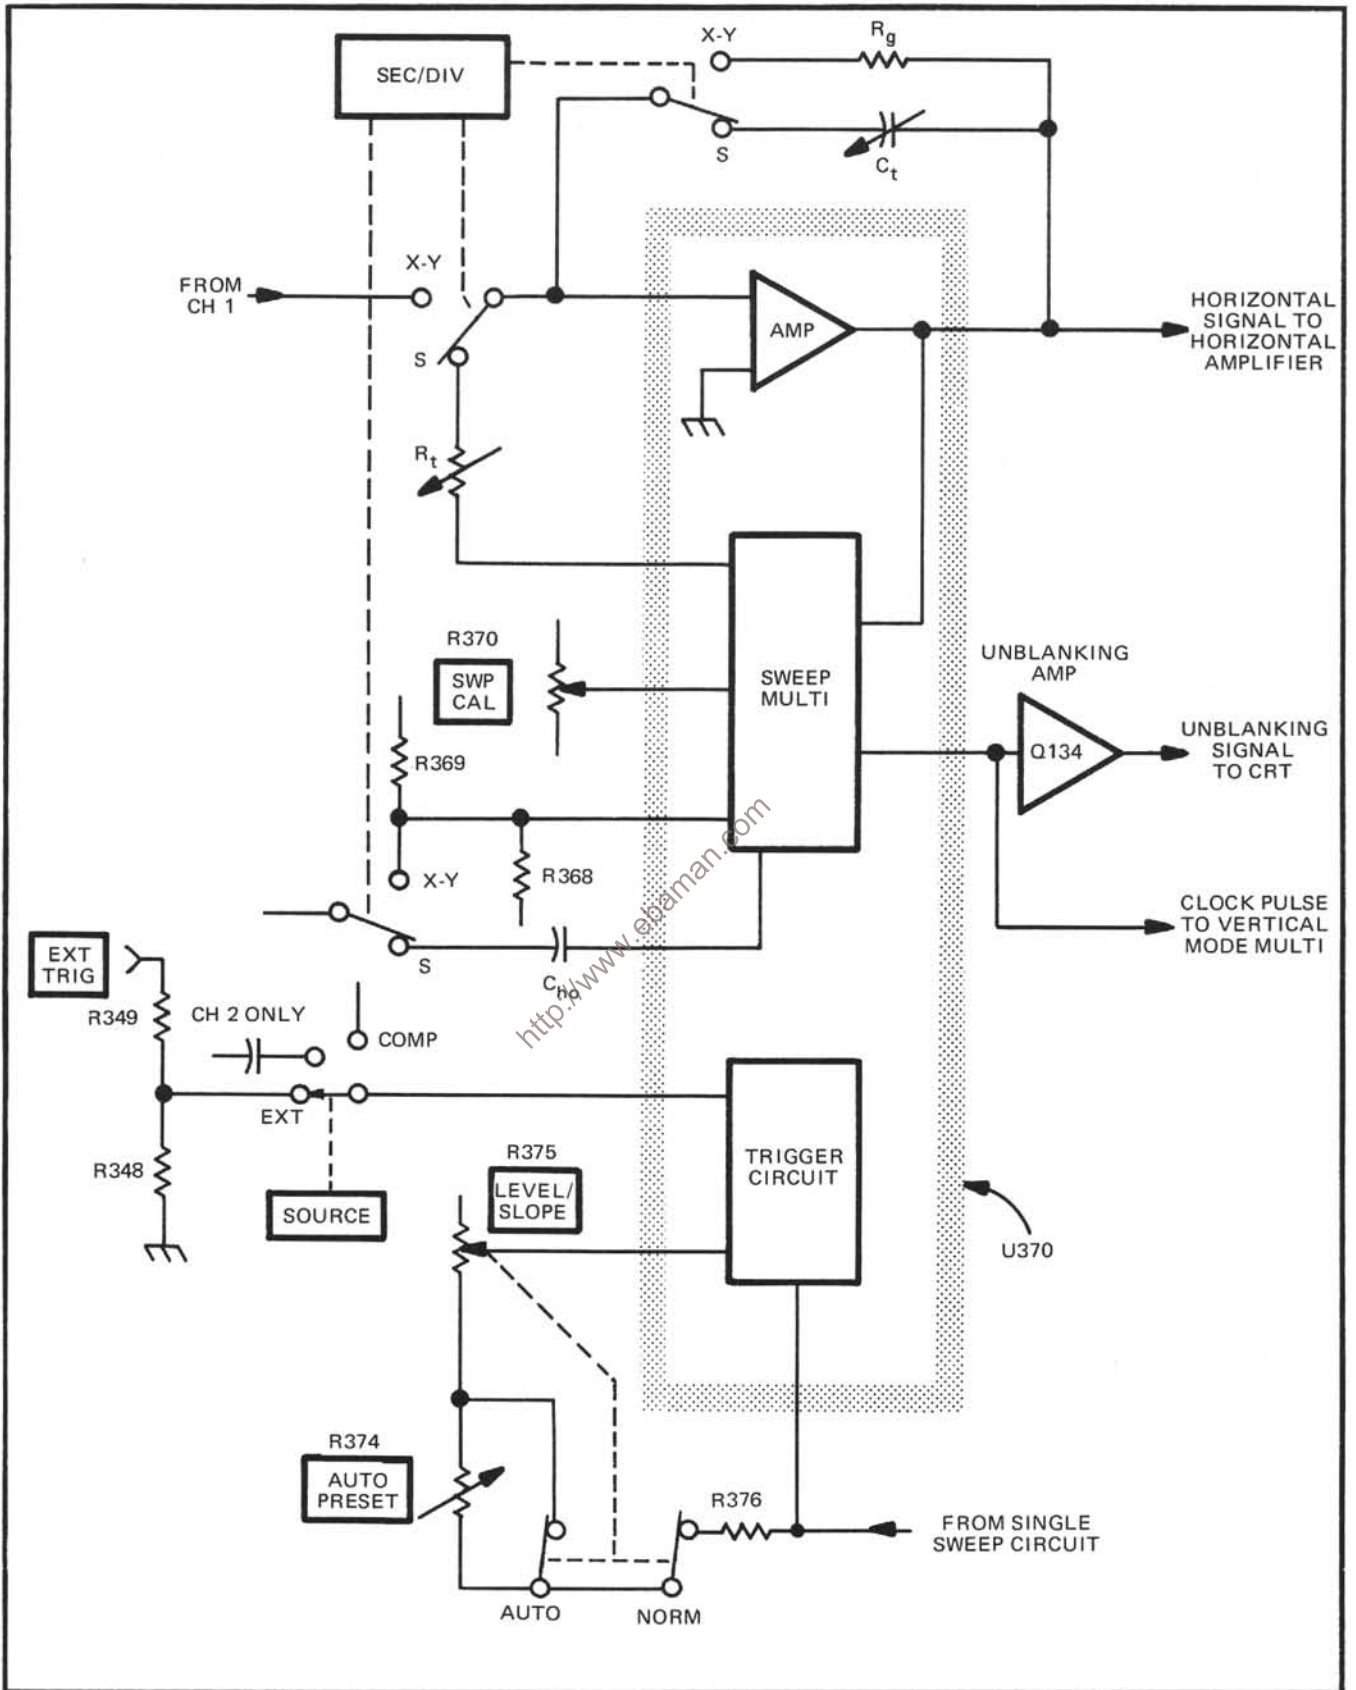 X-Y
Rg
SEC/DIV
S
Ct
X-Y
FROM
CH 1
S
AMP
HORIZONTAL
SIGNAL TO
HORIZONTAL
AMPLIFIER
Rt
R370
SWP
CAL
SWEEP
MULTI
UNBLANKING
AMP
Q134
UNBLANKING
SIGNAL
TO CRT
R369
X-Y
R368
CLOCK PULSE
TO VERTICAL
MODE MULTI
EXT
TRIG
S
Cho
R349
CH 2 ONLY
COMP
EXT
R348
SOURCE
R375
LEVEL/
SLOPE
TRIGGER
CIRCUIT
U370
R374
AUTO
PRESET
R376
FROM SINGLE
SWEEP CIRCUIT
AUTO
NORM
http://www.ebaman.com